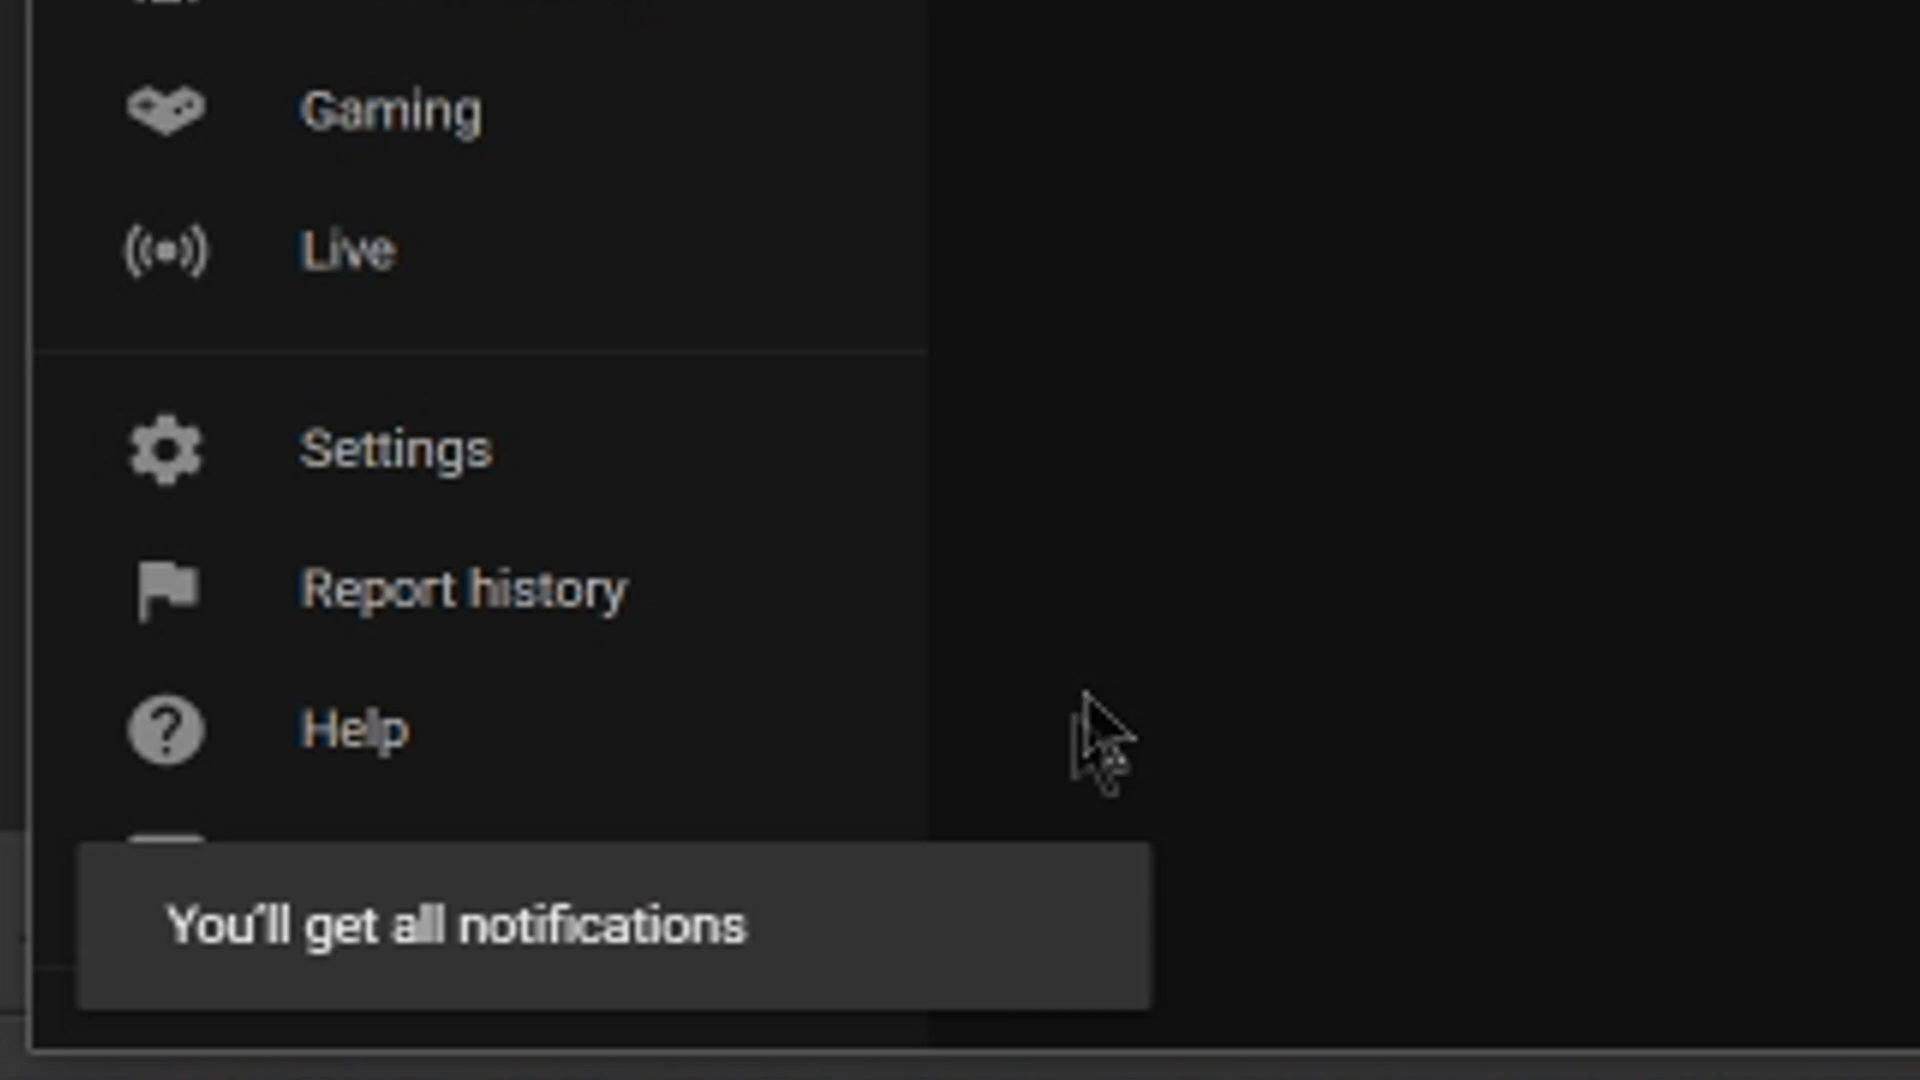 Gaming
Live
Settings
Report history
Help
You'll get all notifications